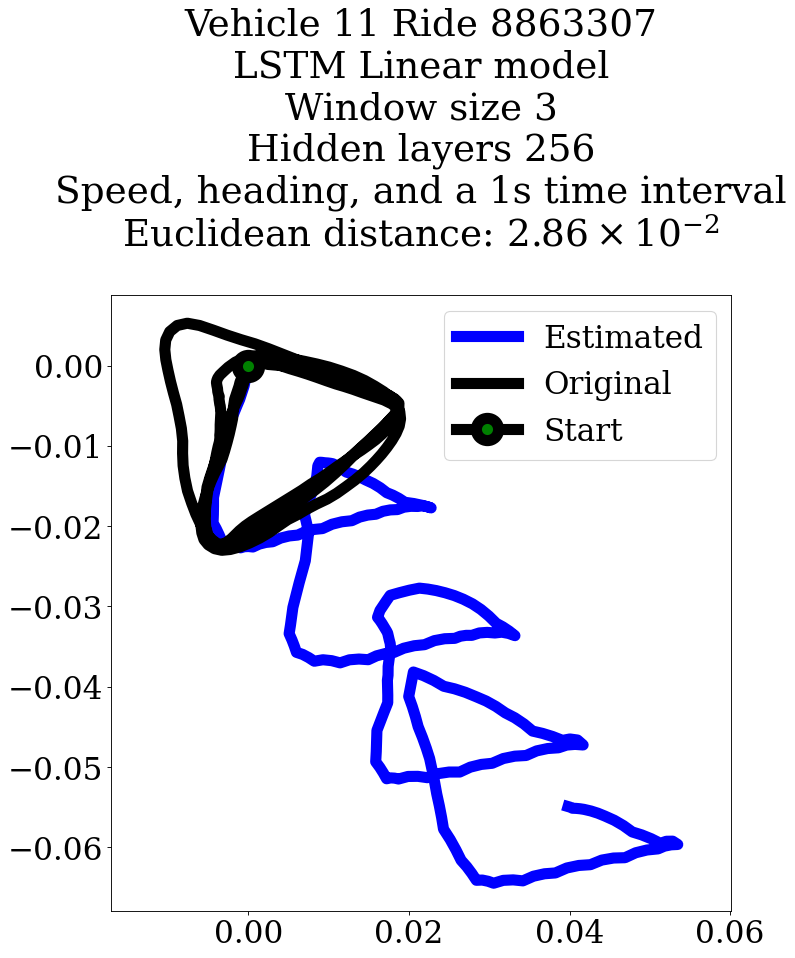 Vehicle 11 Ride 8863307
LSTM Linear model
Window size 3
Hidden layers 256
Speed, heading, and a 1s time interval
Euclidean distance: 2.86 × 10⁻²
Estimated
Original
Start
0.00
−0.01
−0.02
−0.03
−0.04
−0.05
−0.06
0.00 0.02 0.04 0.06